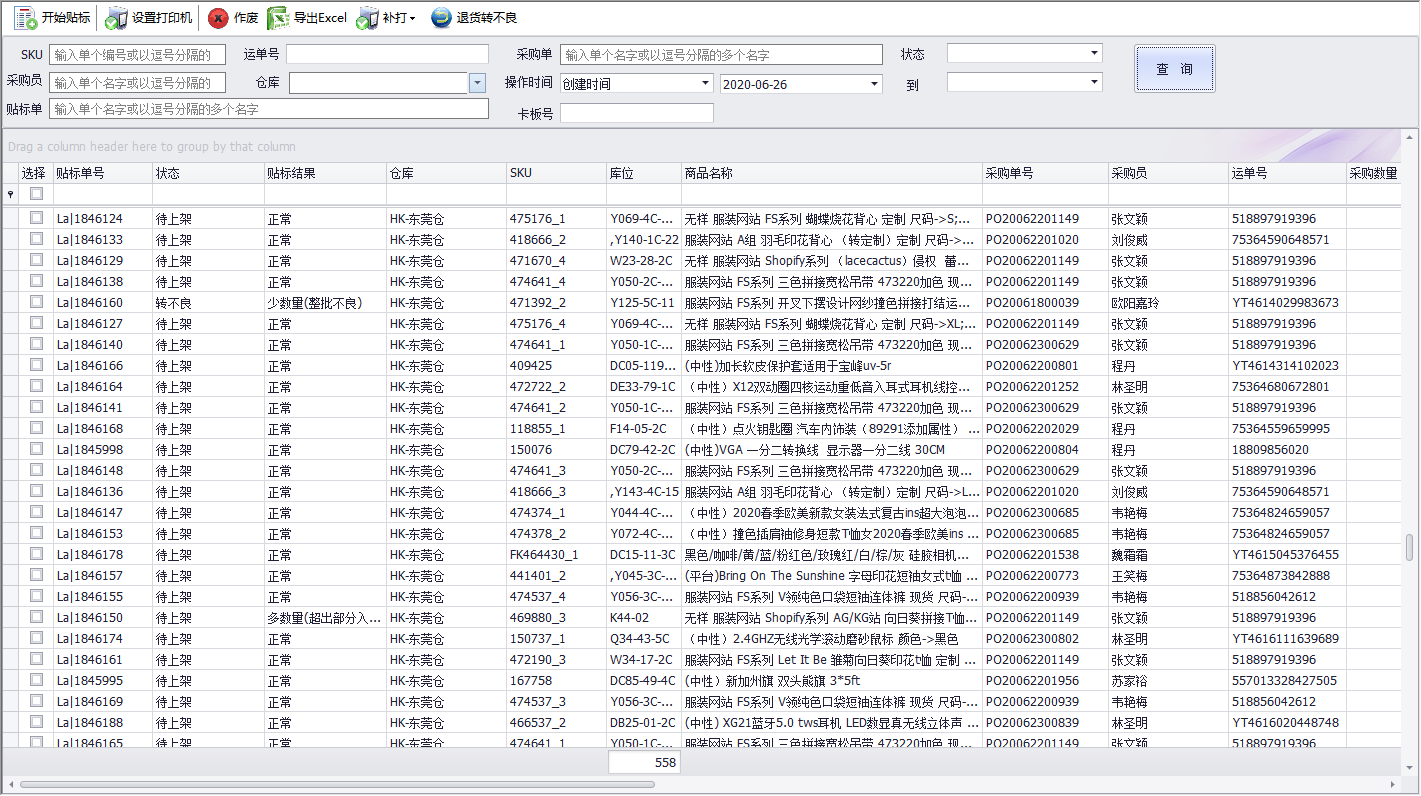 开始贴标 设置打印机 作废 导出Excel 补打 退货转不良
SKU 输入单个编号或以逗号分隔的 运单号 采购单 输入单个名字或以逗号分隔的多个名字 状态
采购员 输入单个名字或以逗号分隔的 仓库 操作时间 创建时间 2020-06-26 到 查 询
贴标单 输入单个名字或以逗号分隔的多个名字 卡板号
Drag a column header here to group by that column
选择 贴标单号 状态 贴标结果 仓库 SKU 库位 商品名称 采购单号 采购员 运单号 采购数量
La|1846124 待上架 正常 HK-东莞仓 475176_1 Y069-4C-... 无样 服装网站 FS系列 蝴蝶烧花背心 定制 尺码->S;... PO20062201149 张文颖 518897919396
La|1846133 待上架 正常 HK-东莞仓 418666_2 ,Y140-1C-22 服装网站 A组 羽毛印花背心 （转定制）定制 尺码->... PO20062201020 刘俊威 75364590648571
La|1846129 待上架 正常 HK-东莞仓 471670_4 W23-28-2C 无样 服装网站 Shopify系列 （lacecactus）侵权 蕾... PO20062201149 张文颖 518897919396
La|1846138 待上架 正常 HK-东莞仓 474641_4 Y050-2C-... 服装网站 FS系列 三色拼接宽松吊带 473220加色 现... PO20062201149 张文颖 518897919396
La|1846160 转不良 少数量(整批不良) HK-东莞仓 471392_2 Y125-5C-11 服装网站 FS系列 开叉下摆设计网纱撞色拼接打结运... PO20061800039 欧阳嘉玲 YT4614029983673
La|1846127 待上架 正常 HK-东莞仓 475176_4 Y069-4C-... 无样 服装网站 FS系列 蝴蝶烧花背心 定制 尺码->XL;... PO20062201149 张文颖 518897919396
La|1846140 待上架 正常 HK-东莞仓 474641_1 Y050-1C-... 服装网站 FS系列 三色拼接宽松吊带 473220加色 现... PO20062300629 张文颖 518897919396
La|1846166 待上架 正常 HK-东莞仓 409425 DC05-119... (中性)加长软皮保护套适用于宝峰uv-5r PO20062200801 程丹 YT4614314102023
La|1846164 待上架 正常 HK-东莞仓 472722_2 DE33-79-1C （中性）X12双动圈四核运动重低音入耳式耳机线控... PO20062201252 林圣明 75364680672801
La|1846141 待上架 正常 HK-东莞仓 474641_2 Y050-1C-... 服装网站 FS系列 三色拼接宽松吊带 473220加色 现... PO20062300629 张文颖 518897919396
La|1846168 待上架 正常 HK-东莞仓 118855_1 F14-05-2C （中性）点火钥匙圈 汽车内饰装（89291添加属性） ... PO20062202029 程丹 75364559659995
La|1845998 待上架 正常 HK-东莞仓 150076 DC79-42-2C (中性)VGA 一分二转换线 显示器一分二线 30CM PO20062200804 程丹 18809856020
La|1846148 待上架 正常 HK-东莞仓 474641_3 Y050-2C-... 服装网站 FS系列 三色拼接宽松吊带 473220加色 现... PO20062300629 张文颖 518897919396
La|1846136 待上架 正常 HK-东莞仓 418666_3 ,Y143-4C-15 服装网站 A组 羽毛印花背心 （转定制）定制 尺码->L... PO20062201020 刘俊威 75364590648571
La|1846147 待上架 正常 HK-东莞仓 474374_1 Y044-4C-... （中性）2020春季欧美新款女装法式复古ins超大泡泡... PO20062300685 韦艳梅 75364824659057
La|1846153 待上架 正常 HK-东莞仓 474378_2 Y072-4C-... （中性）撞色插肩袖修身短款T恤女2020春季欧美ins ... PO20062300685 韦艳梅 75364824659057
La|1846178 待上架 正常 HK-东莞仓 FK464430_1 DC15-11-3C 黑色/咖啡/黄/蓝/粉红色/玫瑰红/白/棕/灰 硅胶相机... PO20062201538 魏霜霜 YT4615045376455
La|1846157 待上架 正常 HK-东莞仓 441401_2 ,Y045-3C-... (平台)Bring On The Sunshine 字母印花短袖女式t恤 ... PO20062200773 王笑梅 75364873842888
La|1846155 待上架 正常 HK-东莞仓 474537_4 Y056-3C-... 服装网站 FS系列 V领纯色口袋短袖连体裤 现货 尺码-... PO20062200939 韦艳梅 518856042612
La|1846150 待上架 多数量(超出部分入... HK-东莞仓 469880_3 K44-02 无样 服装网站 Shopify系列 AG/KG站 向日葵拼接T恤... PO20062201149 张文颖 518897919396
La|1846174 待上架 正常 HK-东莞仓 150737_1 Q34-43-5C （中性）2.4GHZ无线光学滚动磨砂鼠标 颜色->黑色 PO20062300802 林圣明 YT4616111639689
La|1846161 待上架 正常 HK-东莞仓 472190_3 W34-17-2C 服装网站 FS系列 Let It Be 雏菊向日葵印花t恤 定制 ... PO20062201149 张文颖 518897919396
La|1845995 待上架 正常 HK-东莞仓 167758 DC85-49-4C (中性）新加州旗 双头熊旗 3*5ft PO20062201956 苏家裕 557013328427505
La|1846169 待上架 正常 HK-东莞仓 474537_3 Y056-3C-... 服装网站 FS系列 V领纯色口袋短袖连体裤 现货 尺码-... PO20062200939 韦艳梅 518856042612
La|1846188 待上架 正常 HK-东莞仓 466537_2 DB25-01-2C (中性) XG21蓝牙5.0 tws耳机 LED数显真无线立体声 ... PO20062300839 林圣明 YT4616020448748
La|1846165 待上架 正常 HK-东莞仓 474641_1 Y050-1C-... 服装网站 FS系列 三色拼接宽松吊带 473220加色 现... PO20062201149 张文颖 518897919396
558